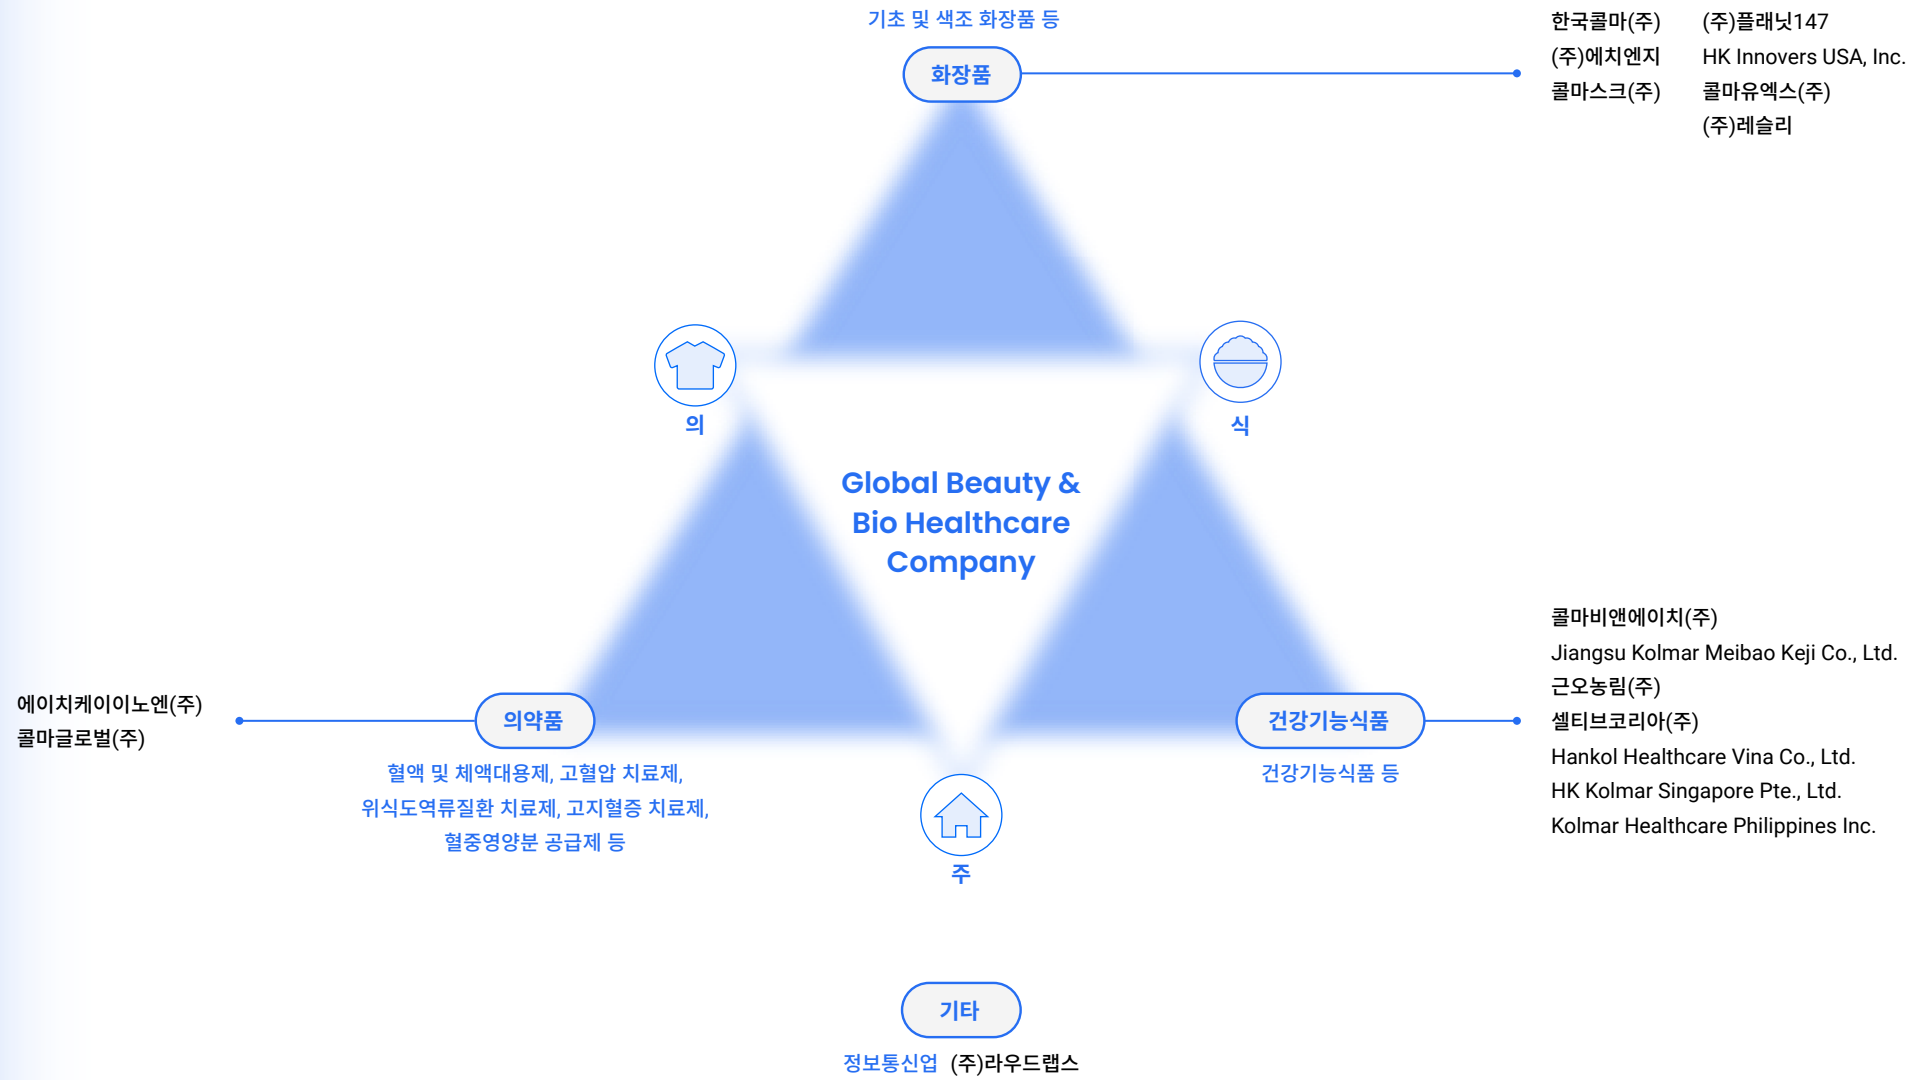 기초 및 색조 화장품 등
화장품
한국콜마(주)
(주)에치엔지
콜마스크(주)
(주)플래닛147
HK Innovers USA, Inc.
콜마유엑스(주)
(주)레슬리
의
식
Global Beauty &
Bio Healthcare
Company
에이치케이이노엔(주)
콜마글로벌(주)
의약품
혈액 및 체액대용제, 고혈압 치료제,
위식도역류질환 치료제, 고지혈증 치료제,
혈중영양분 공급제 등
주
건강기능식품
건강기능식품 등
콜마비앤에이치(주)
Jiangsu Kolmar Meibao Keji Co., Ltd.
근오농림(주)
셀티브코리아(주)
Hankol Healthcare Vina Co., Ltd.
HK Kolmar Singapore Pte., Ltd.
Kolmar Healthcare Philippines Inc.
기타
정보통신업 (주)라우드랩스